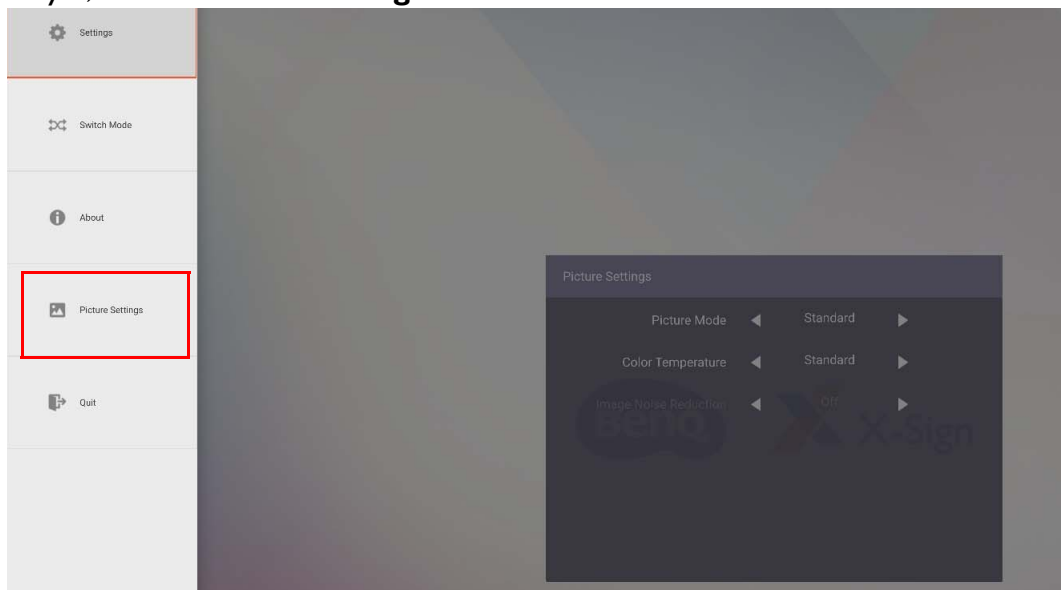 Settings
Switch Mode
About
Picture Settings
Quit
Picture Settings
Picture Mode Standard
Color Temperature Standard
Image Noise Reduction Off
BenQ X-Sign